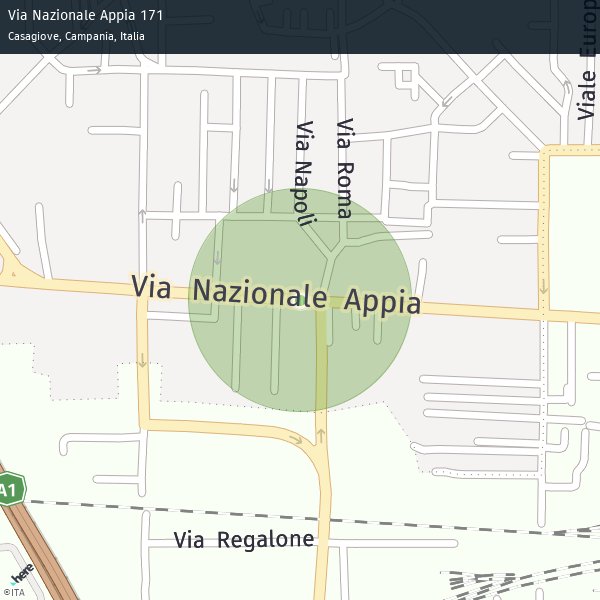 Via Nazionale Appia 171
Casagiove, Campania, Italia
Viale Europ
Via Napoli
Via Roma
Via Nazionale Appia
A1
Via Regalone
here
©ITA